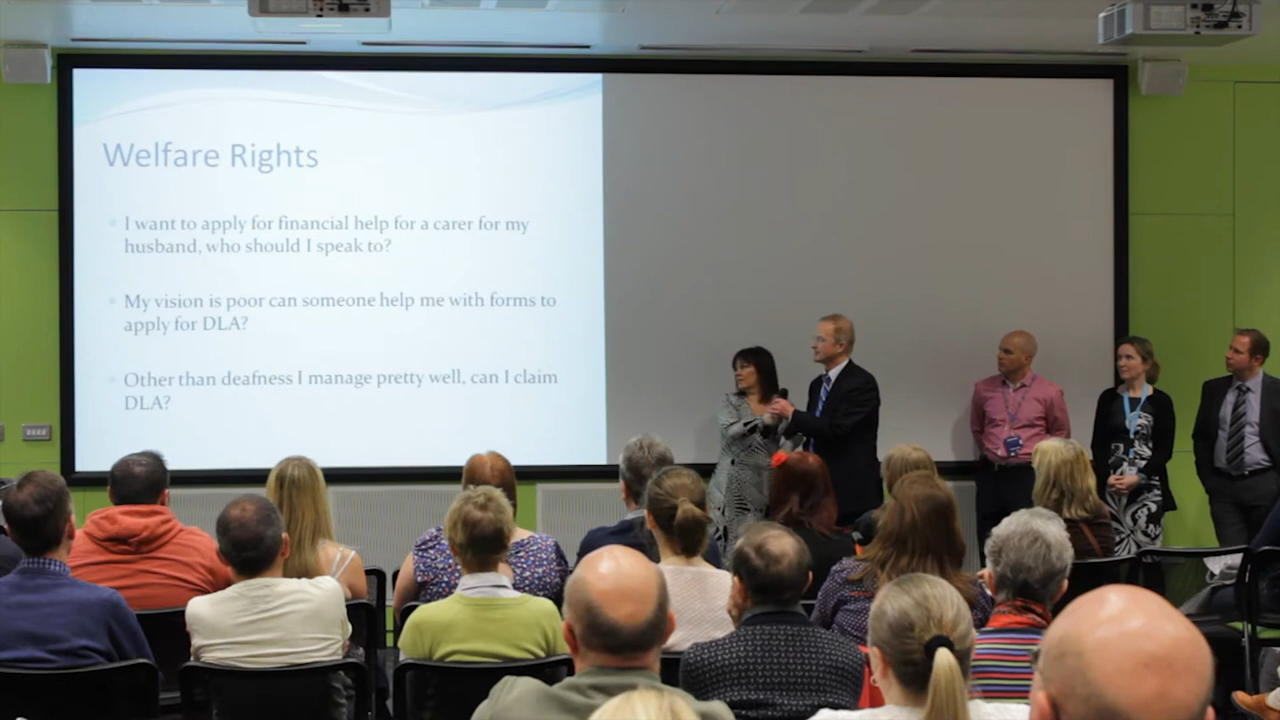 Welfare Rights
I want to apply for financial help for a carer for my
husband, who should I speak to?
My vision is poor can someone help me with forms to
apply for DLA?
Other than deafness I manage pretty well, can I claim
DLA?